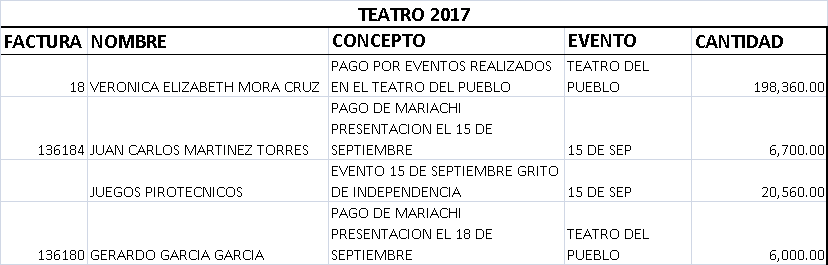 TEATRO 2017
FACTURA NOMBRE CONCEPTO EVENTO CANTIDAD
PAGO POR EVENTOS REALIZADOS TEATRO DEL
18 VERONICA ELIZABETH MORA CRUZ EN EL TEATRO DEL PUEBLO PUEBLO 198,360.00
PAGO DE MARIACHI
PRESENTACION EL 15 DE
136184 JUAN CARLOS MARTINEZ TORRES SEPTIEMBRE 15 DE SEP 6,700.00
EVENTO 15 DE SEPTIEMBRE GRITO
JUEGOS PIROTECNICOS DE INDEPENDENCIA 15 DE SEP 20,560.00
PAGO DE MARIACHI
PRESENTACION EL 18 DE TEATRO DEL
136180 GERARDO GARCIA GARCIA SEPTIEMBRE PUEBLO 6,000.00